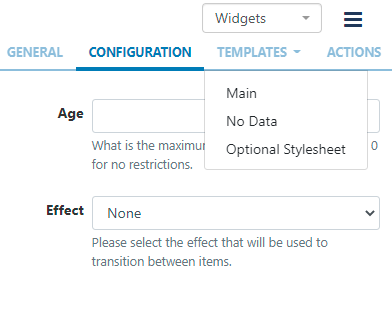 Widgets
GENERAL CONFIGURATION TEMPLATES ACTIONS
Main
No Data
Optional Stylesheet
Age
What is the maximum 0
for no restrictions.
Effect None
Please select the effect that will be used to
transition between items.